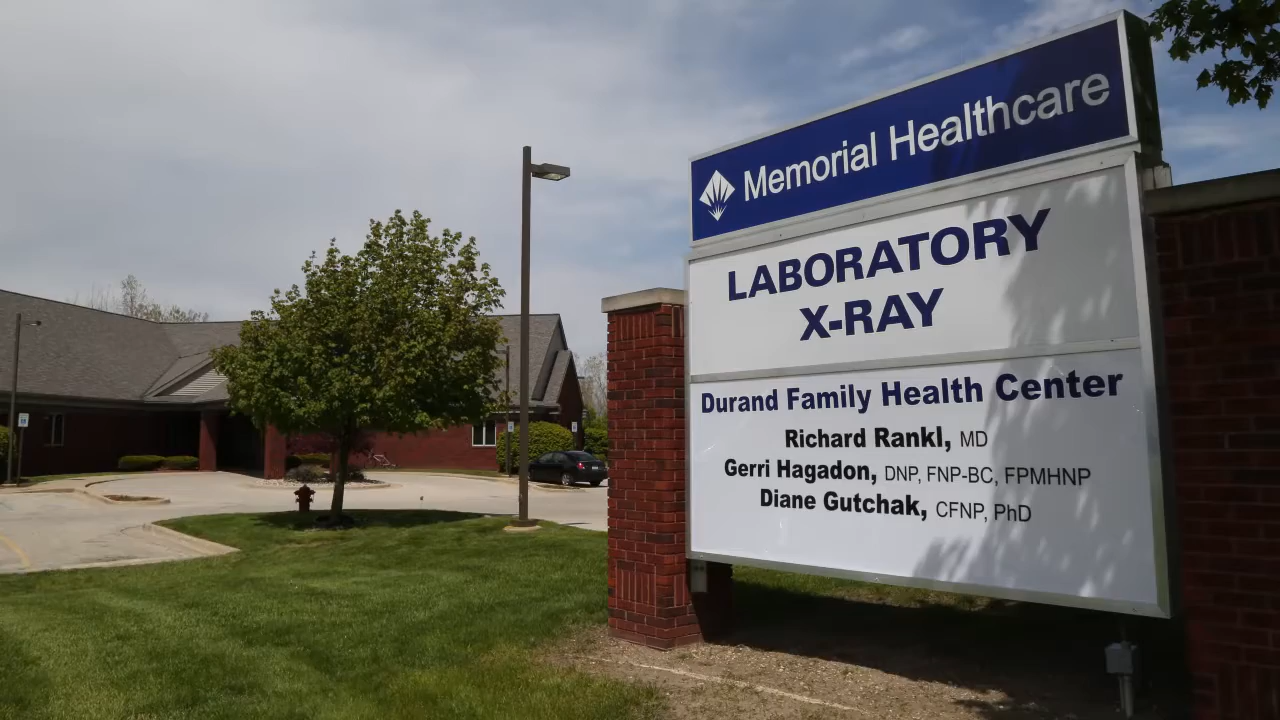 Memorial Healthcare
LABORATORY
X-RAY
Durand Family Health Center
Richard Rankl, MD
Gerri Hagadon, DNP, FNP-BC, FPMHNP
Diane Gutchak, CFNP, PhD